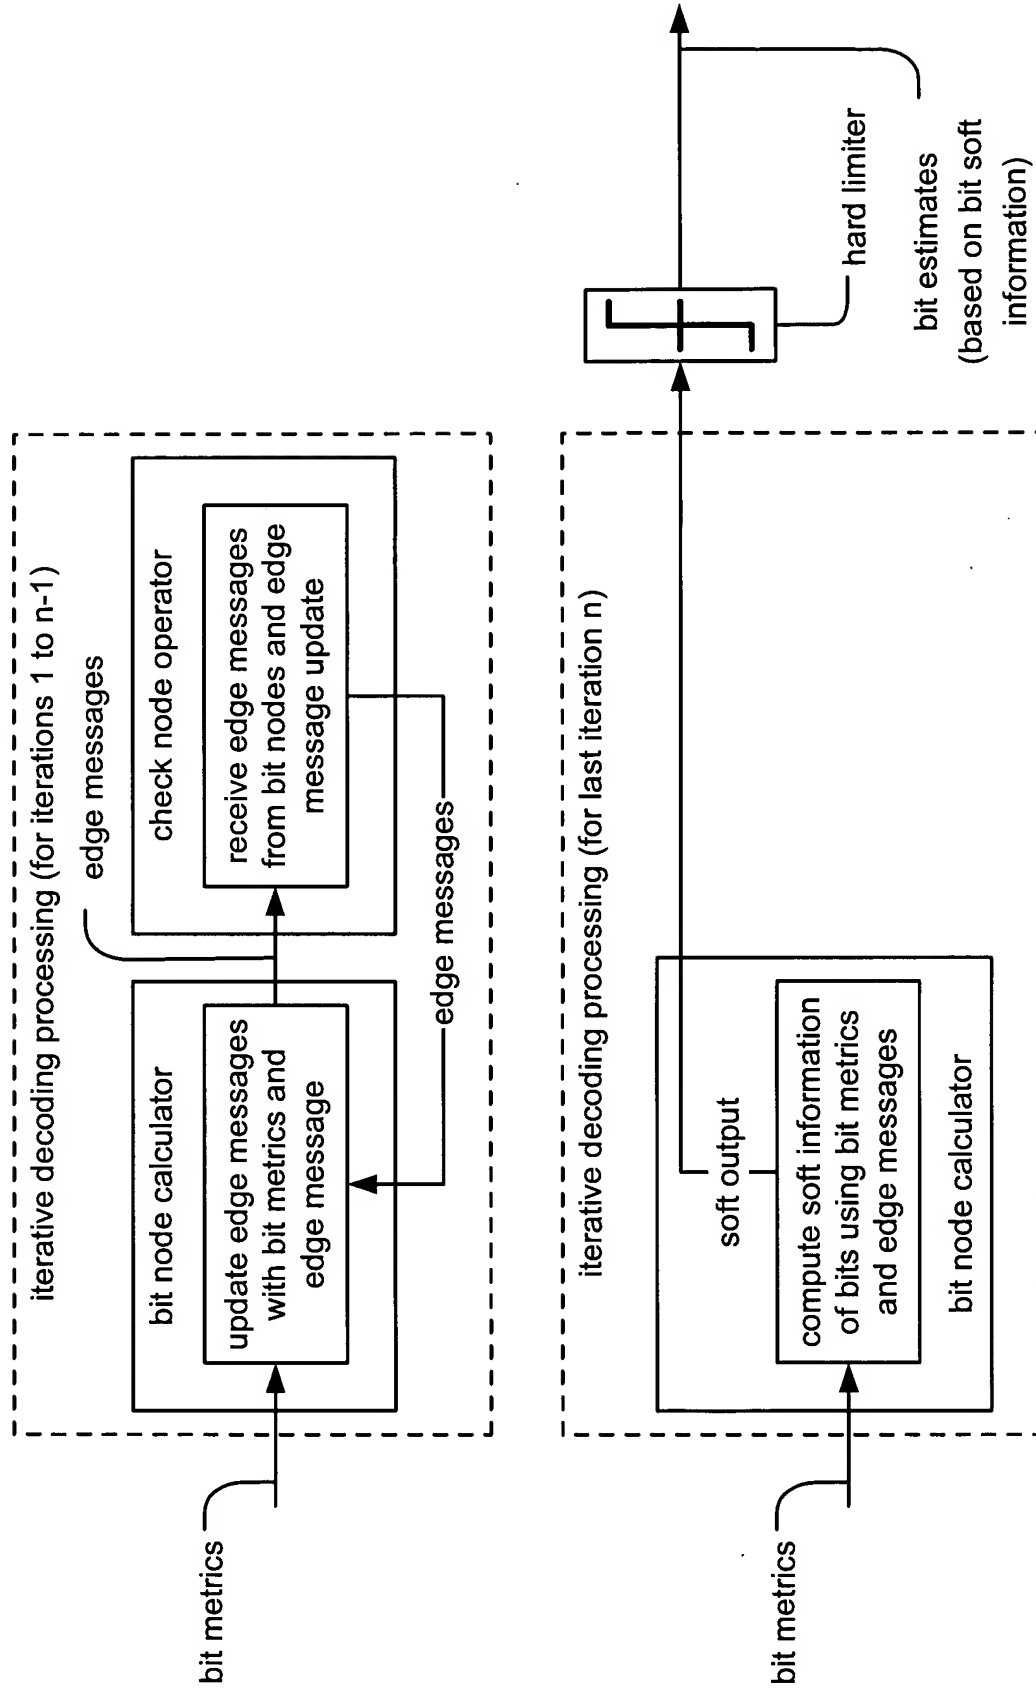 iterative decoding processing (for iterations 1 to n-1)
edge messages
bit node calculator
check node operator
bit metrics
update edge messages
with bit metrics and
edge message
receive edge messages
from bit nodes and edge
message update
edge messages
iterative decoding processing (for last iteration n)
soft output
bit metrics
compute soft information
of bits using bit metrics
and edge messages
bit node calculator
hard limiter
bit estimates
(based on bit soft
information)